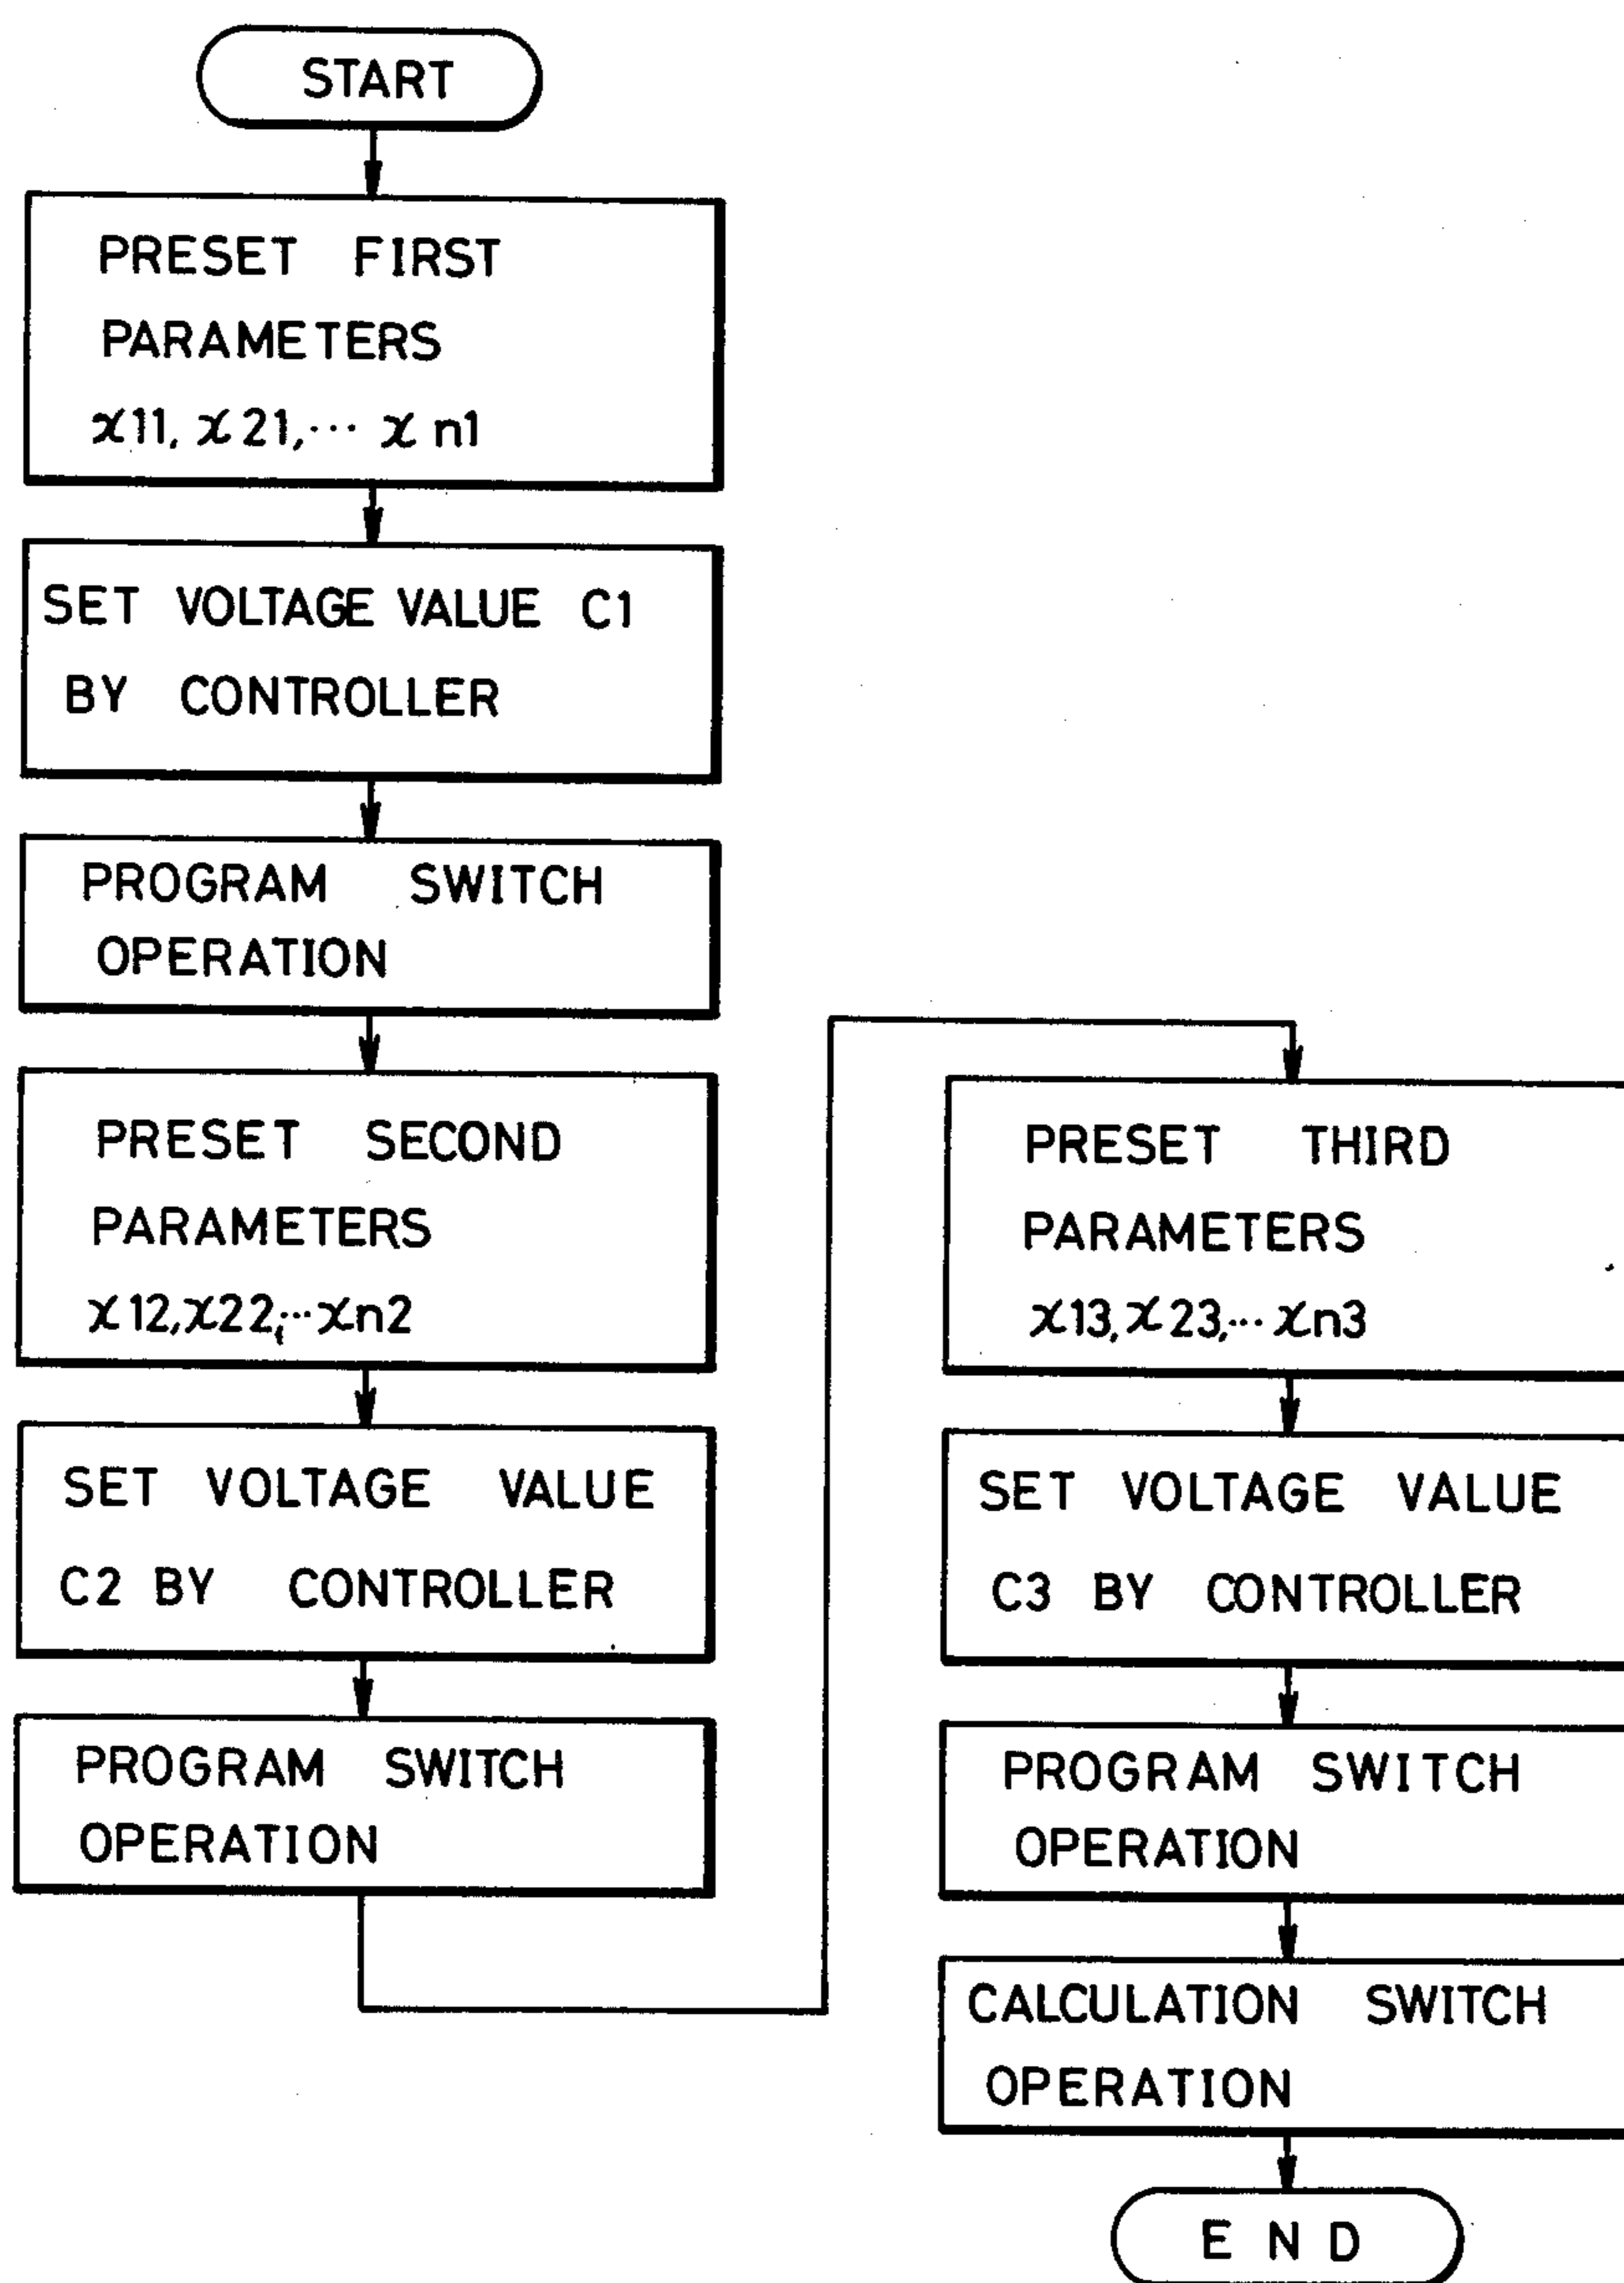 START
PRESET FIRST
PARAMETERS
x11, x21,··· x n1
SET VOLTAGE VALUE C1
BY CONTROLLER
PROGRAM SWITCH
OPERATION
PRESET SECOND
PARAMETERS
x12,x22,···xn2
SET VOLTAGE VALUE
C2 BY CONTROLLER
PROGRAM SWITCH
OPERATION
PRESET THIRD
PARAMETERS
x13,x23,··· xn3
SET VOLTAGE VALUE
C3 BY CONTROLLER
PROGRAM SWITCH
OPERATION
CALCULATION SWITCH
OPERATION
END